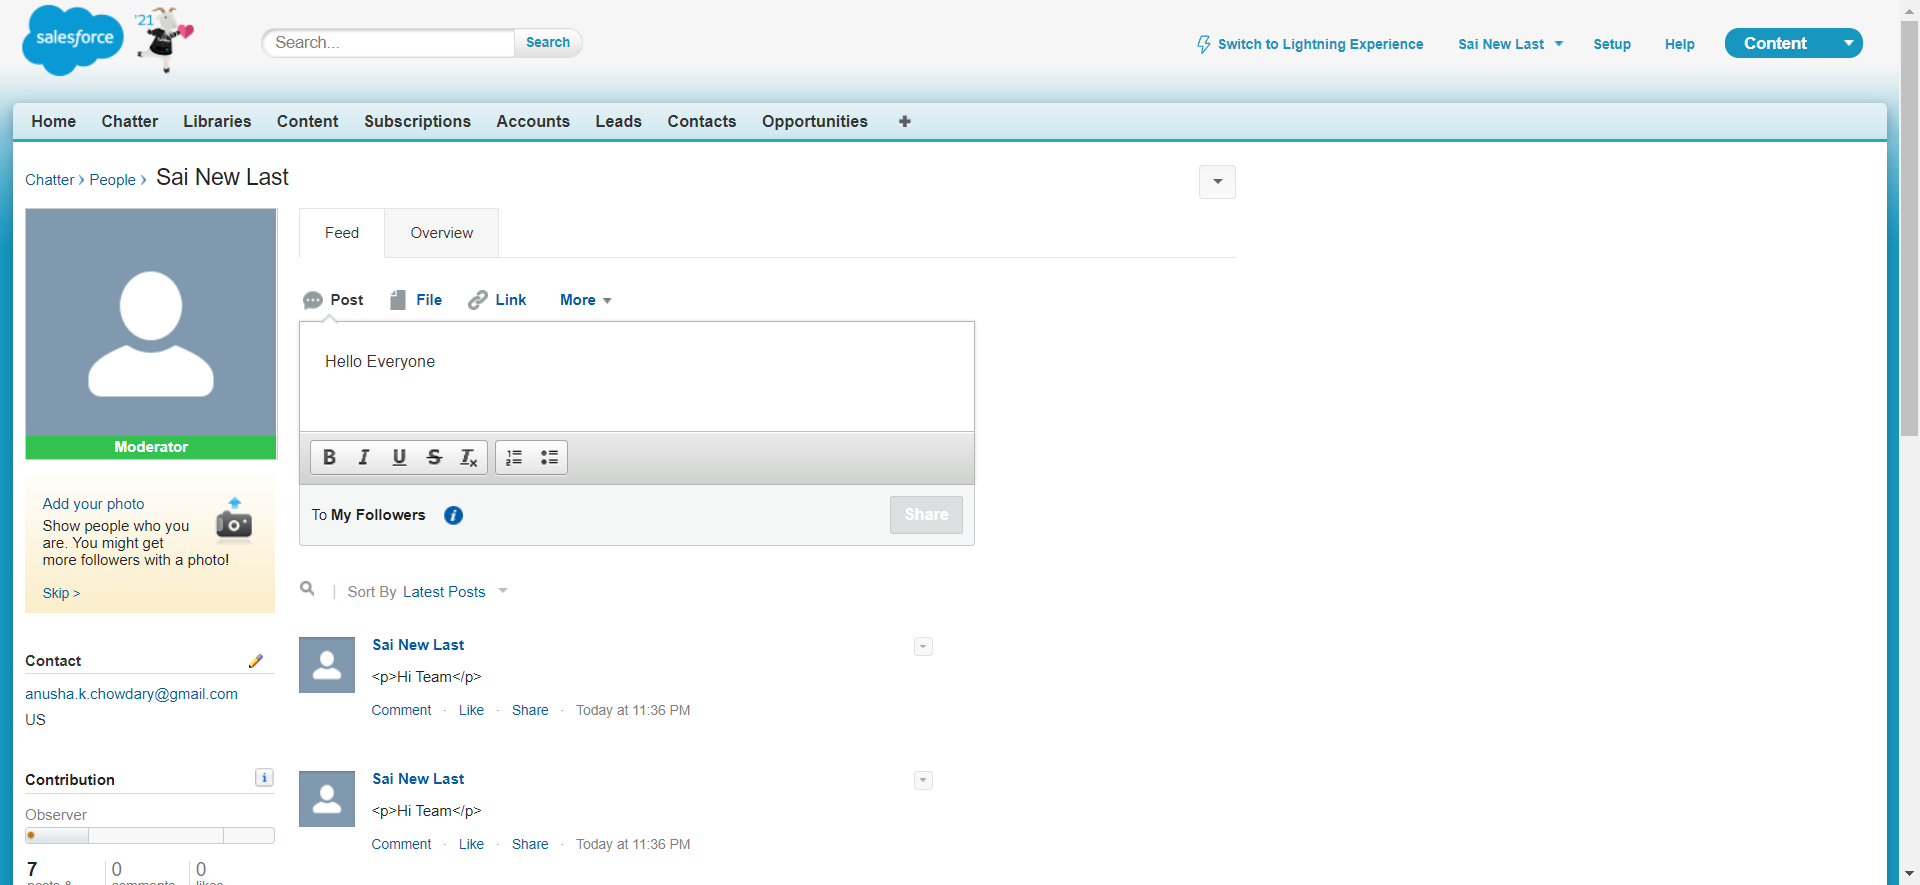 salesforce
'21
Search...
Search
Switch to Lightning Experience
Sai New Last
Setup
Help
Content
Home
Chatter
Libraries
Content
Subscriptions
Accounts
Leads
Contacts
Opportunities
Chatter › People › Sai New Last
Moderator
Add your photo
Show people who you
are. You might get
more followers with a photo!
Skip >
Contact
anusha.k.chowdary@gmail.com
US
Contribution
Observer
7
0
0
posts &
comments
likes
Feed
Overview
Post
File
Link
More
Hello Everyone
B I U S Tx
To My Followers
Share
Sort By Latest Posts
Sai New Last
<p>Hi Team</p>
Comment · Like · Share · Today at 11:36 PM
Sai New Last
<p>Hi Team</p>
Comment · Like · Share · Today at 11:36 PM